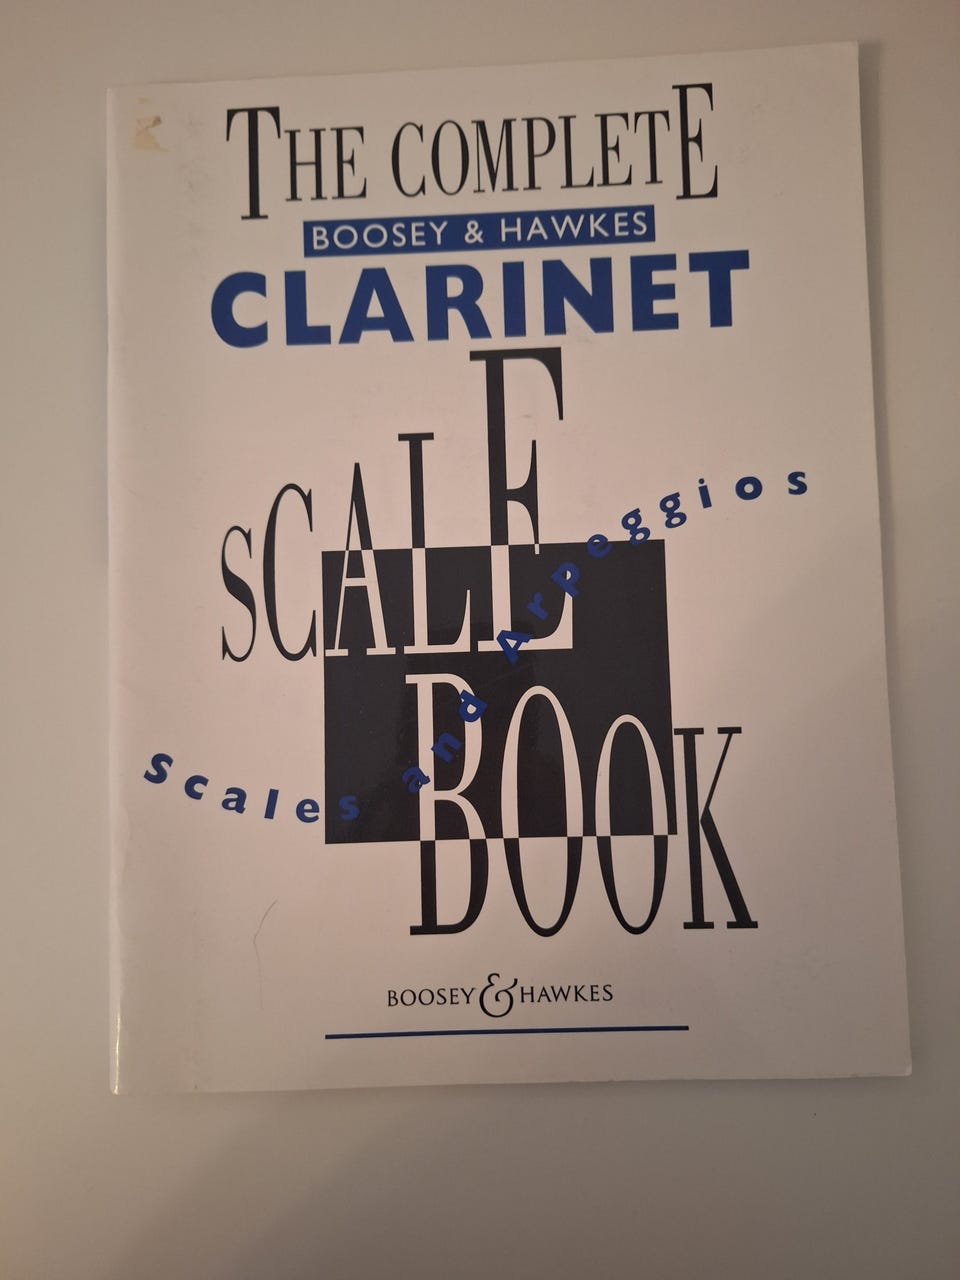 THE COMPLETE
BOOSEY & HAWKES
CLARINET
SCALE
Scales and Arpeggios
BOOK
BOOSEY & HAWKES